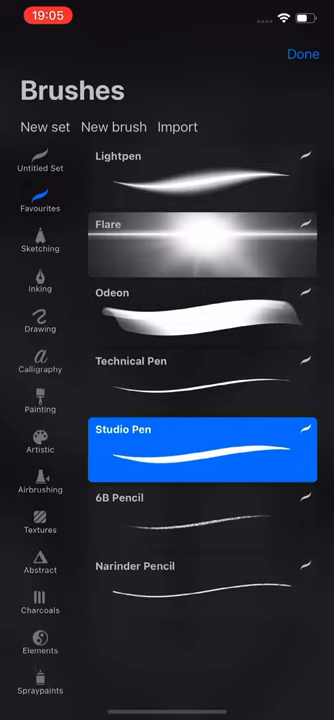 19:05
Done
Brushes
New set New brush Import
Untitled Set
Favourites
Sketching
Inking
Drawing
Calligraphy
Painting
Artistic
Airbrushing
Textures
Abstract
Charcoals
Elements
Spraypaints
Lightpen
Flare
Odeon
Technical Pen
Studio Pen
6B Pencil
Narinder Pencil